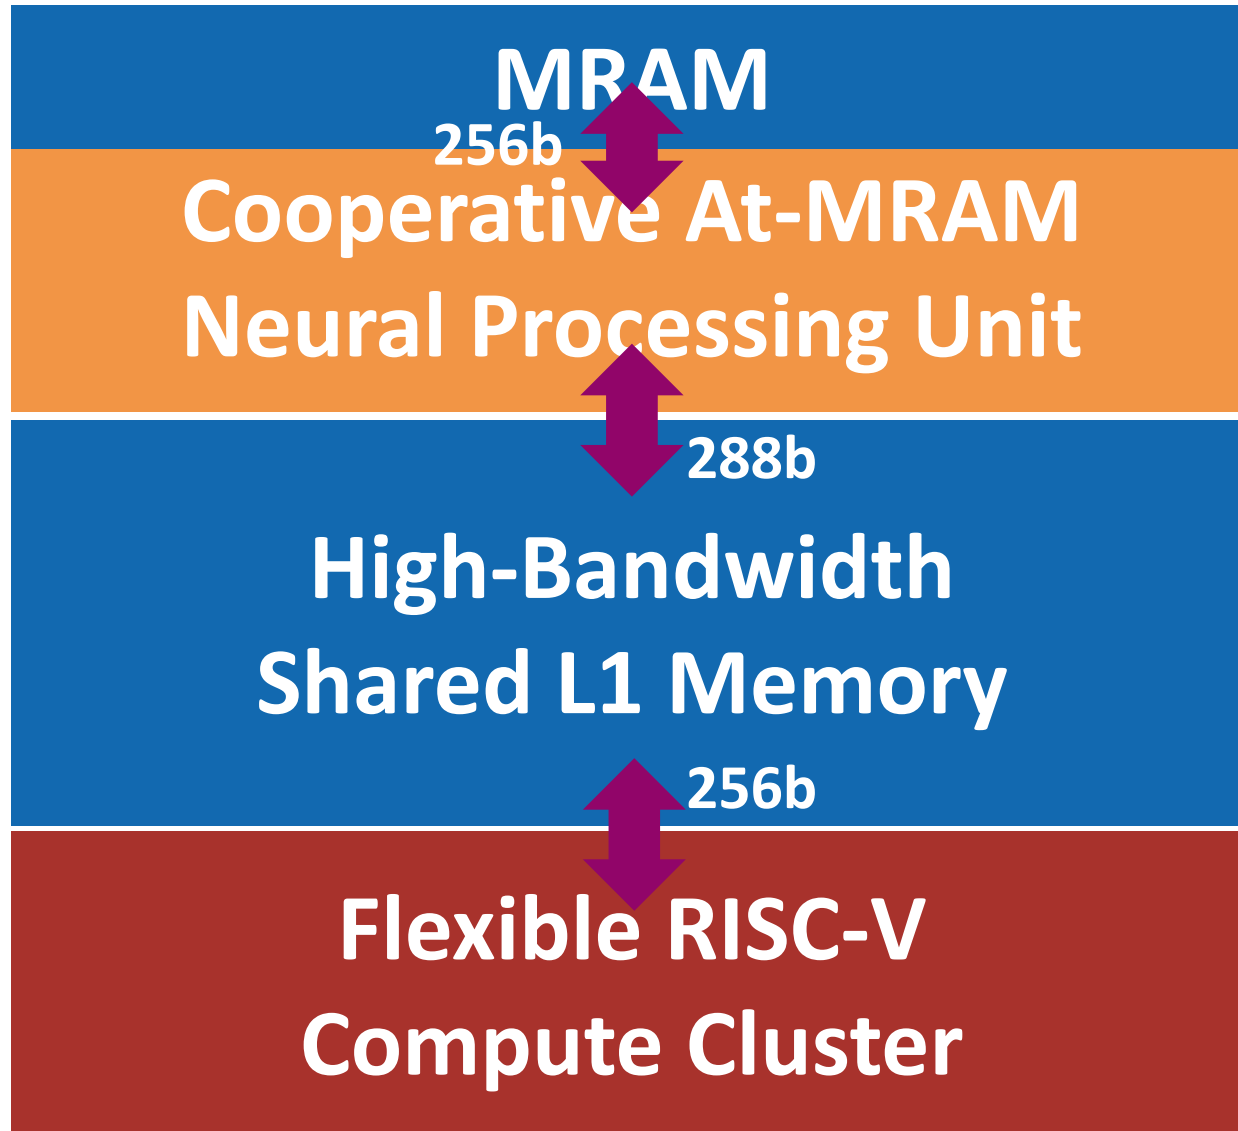 MRAM
256b
Cooperative At-MRAM
Neural Processing Unit
288b
High-Bandwidth
Shared L1 Memory
256b
Flexible RISC-V
Compute Cluster